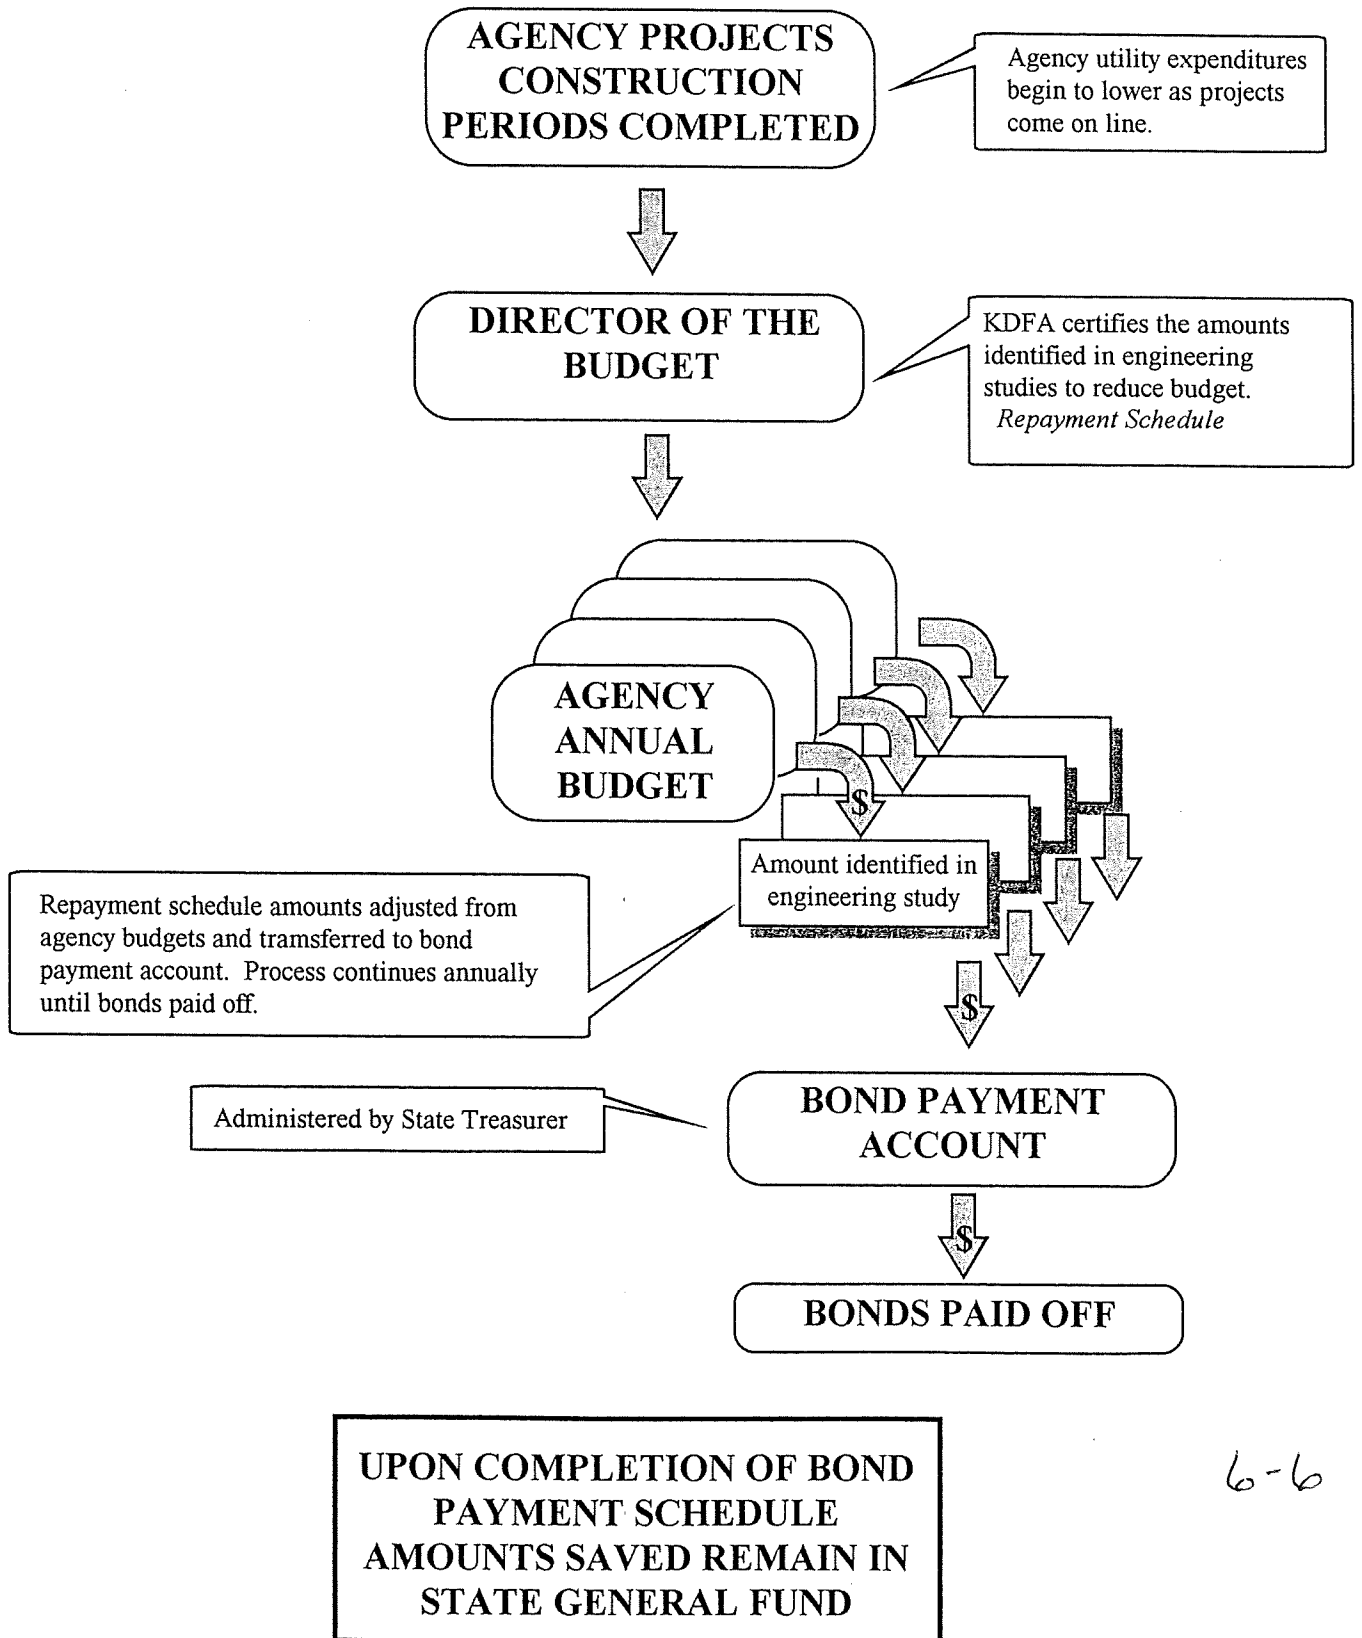 AGENCY PROJECTS
CONSTRUCTION
PERIODS COMPLETED
Agency utility expenditures
begin to lower as projects
come on line.
DIRECTOR OF THE
BUDGET
KDFA certifies the amounts
identified in engineering
studies to reduce budget.
Repayment Schedule
AGENCY
ANNUAL
BUDGET
$
Amount identified in
engineering study
Repayment schedule amounts adjusted from
agency budgets and tramsferred to bond
payment account.  Process continues annually
until bonds paid off.
$
Administered by State Treasurer
BOND PAYMENT
ACCOUNT
$
BONDS PAID OFF
UPON COMPLETION OF BOND
PAYMENT SCHEDULE
AMOUNTS SAVED REMAIN IN
STATE GENERAL FUND
6-6